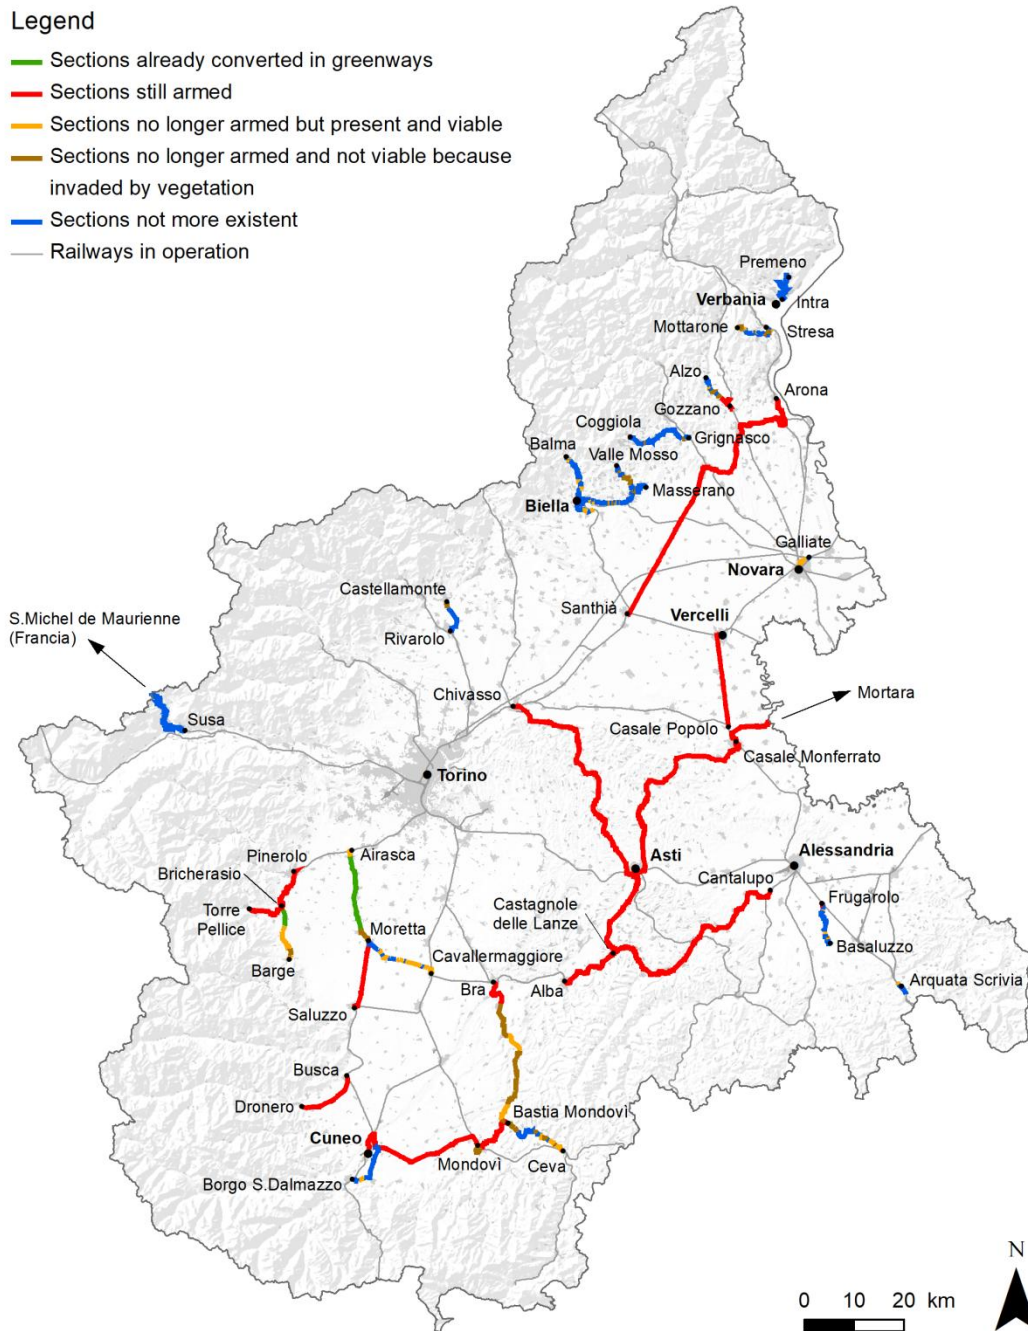 Legend
Sections already converted in greenways
Sections still armed
Sections no longer armed but present and viable
Sections no longer armed and not viable because
invaded by vegetation
Sections not more existent
Railways in operation
Premeno
Verbania
Intra
Mottarone
Stresa
Alzo
Arona
Gozzano
Coggiola
Grignasco
Balma
Valle Mosso
Masserano
Biella
Galliate
Novara
Castellamonte
Santhià
Vercelli
S.Michel de Maurienne
(Francia)
Rivarolo
Chivasso
Mortara
Susa
Casale Popolo
Casale Monferrato
Torino
Airasca
Pinerolo
Asti
Alessandria
Bricherasio
Cantalupo
Frugarolo
Torre
Pellice
Moretta
Castagnole
delle Lanze
Basaluzzo
Barge
Cavallermaggiore
Bra
Alba
Arquata Scrivia
Saluzzo
Busca
Dronero
Bastia Mondovì
Cuneo
Mondovì
Ceva
Borgo S.Dalmazzo
N
0 10 20 km